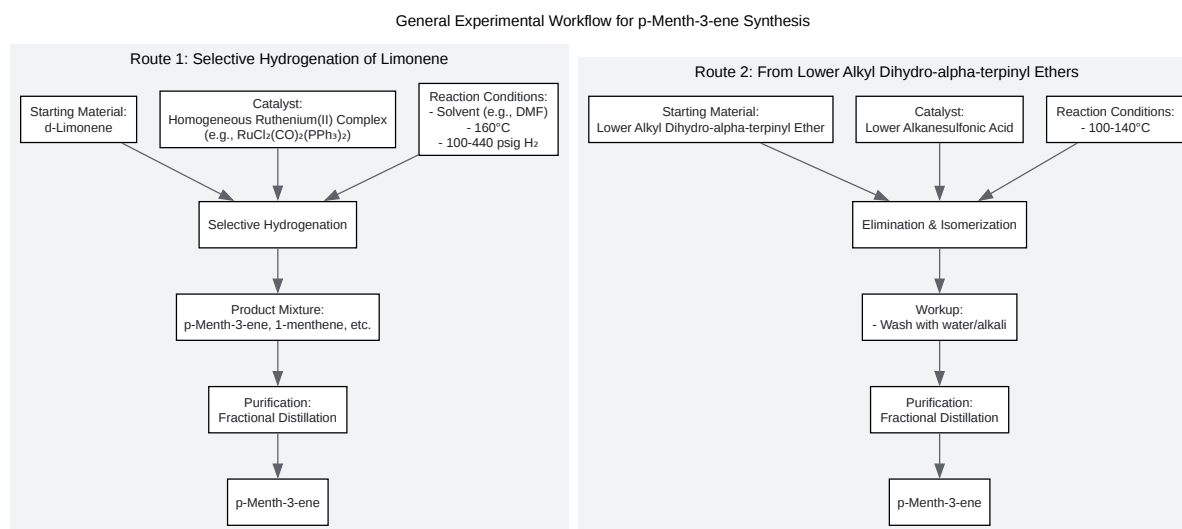 General Experimental Workflow for p-Menth-3-ene Synthesis
Route 1: Selective Hydrogenation of Limonene
Starting Material:
d-Limonene
Catalyst:
Homogeneous Ruthenium(II) Complex
(e.g., RuCl₂(CO)₂(PPh₃)₂)
Reaction Conditions:
- Solvent (e.g., DMF)
- 160°C
- 100-440 psig H₂
Selective Hydrogenation
Product Mixture:
p-Menth-3-ene, 1-menthene, etc.
Purification:
Fractional Distillation
p-Menth-3-ene
Route 2: From Lower Alkyl Dihydro-alpha-terpinyl Ethers
Starting Material:
Lower Alkyl Dihydro-alpha-terpinyl Ether
Catalyst:
Lower Alkanesulfonic Acid
Reaction Conditions:
- 100-140°C
Elimination & Isomerization
Workup:
- Wash with water/alkali
Purification:
Fractional Distillation
p-Menth-3-ene